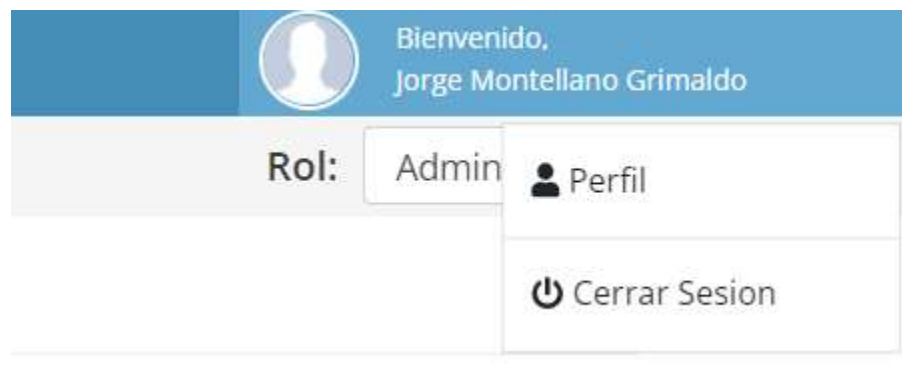 Bienvenido,
Jorge Montellano Grimaldo
Rol: Admin
Perfil
Cerrar Sesion